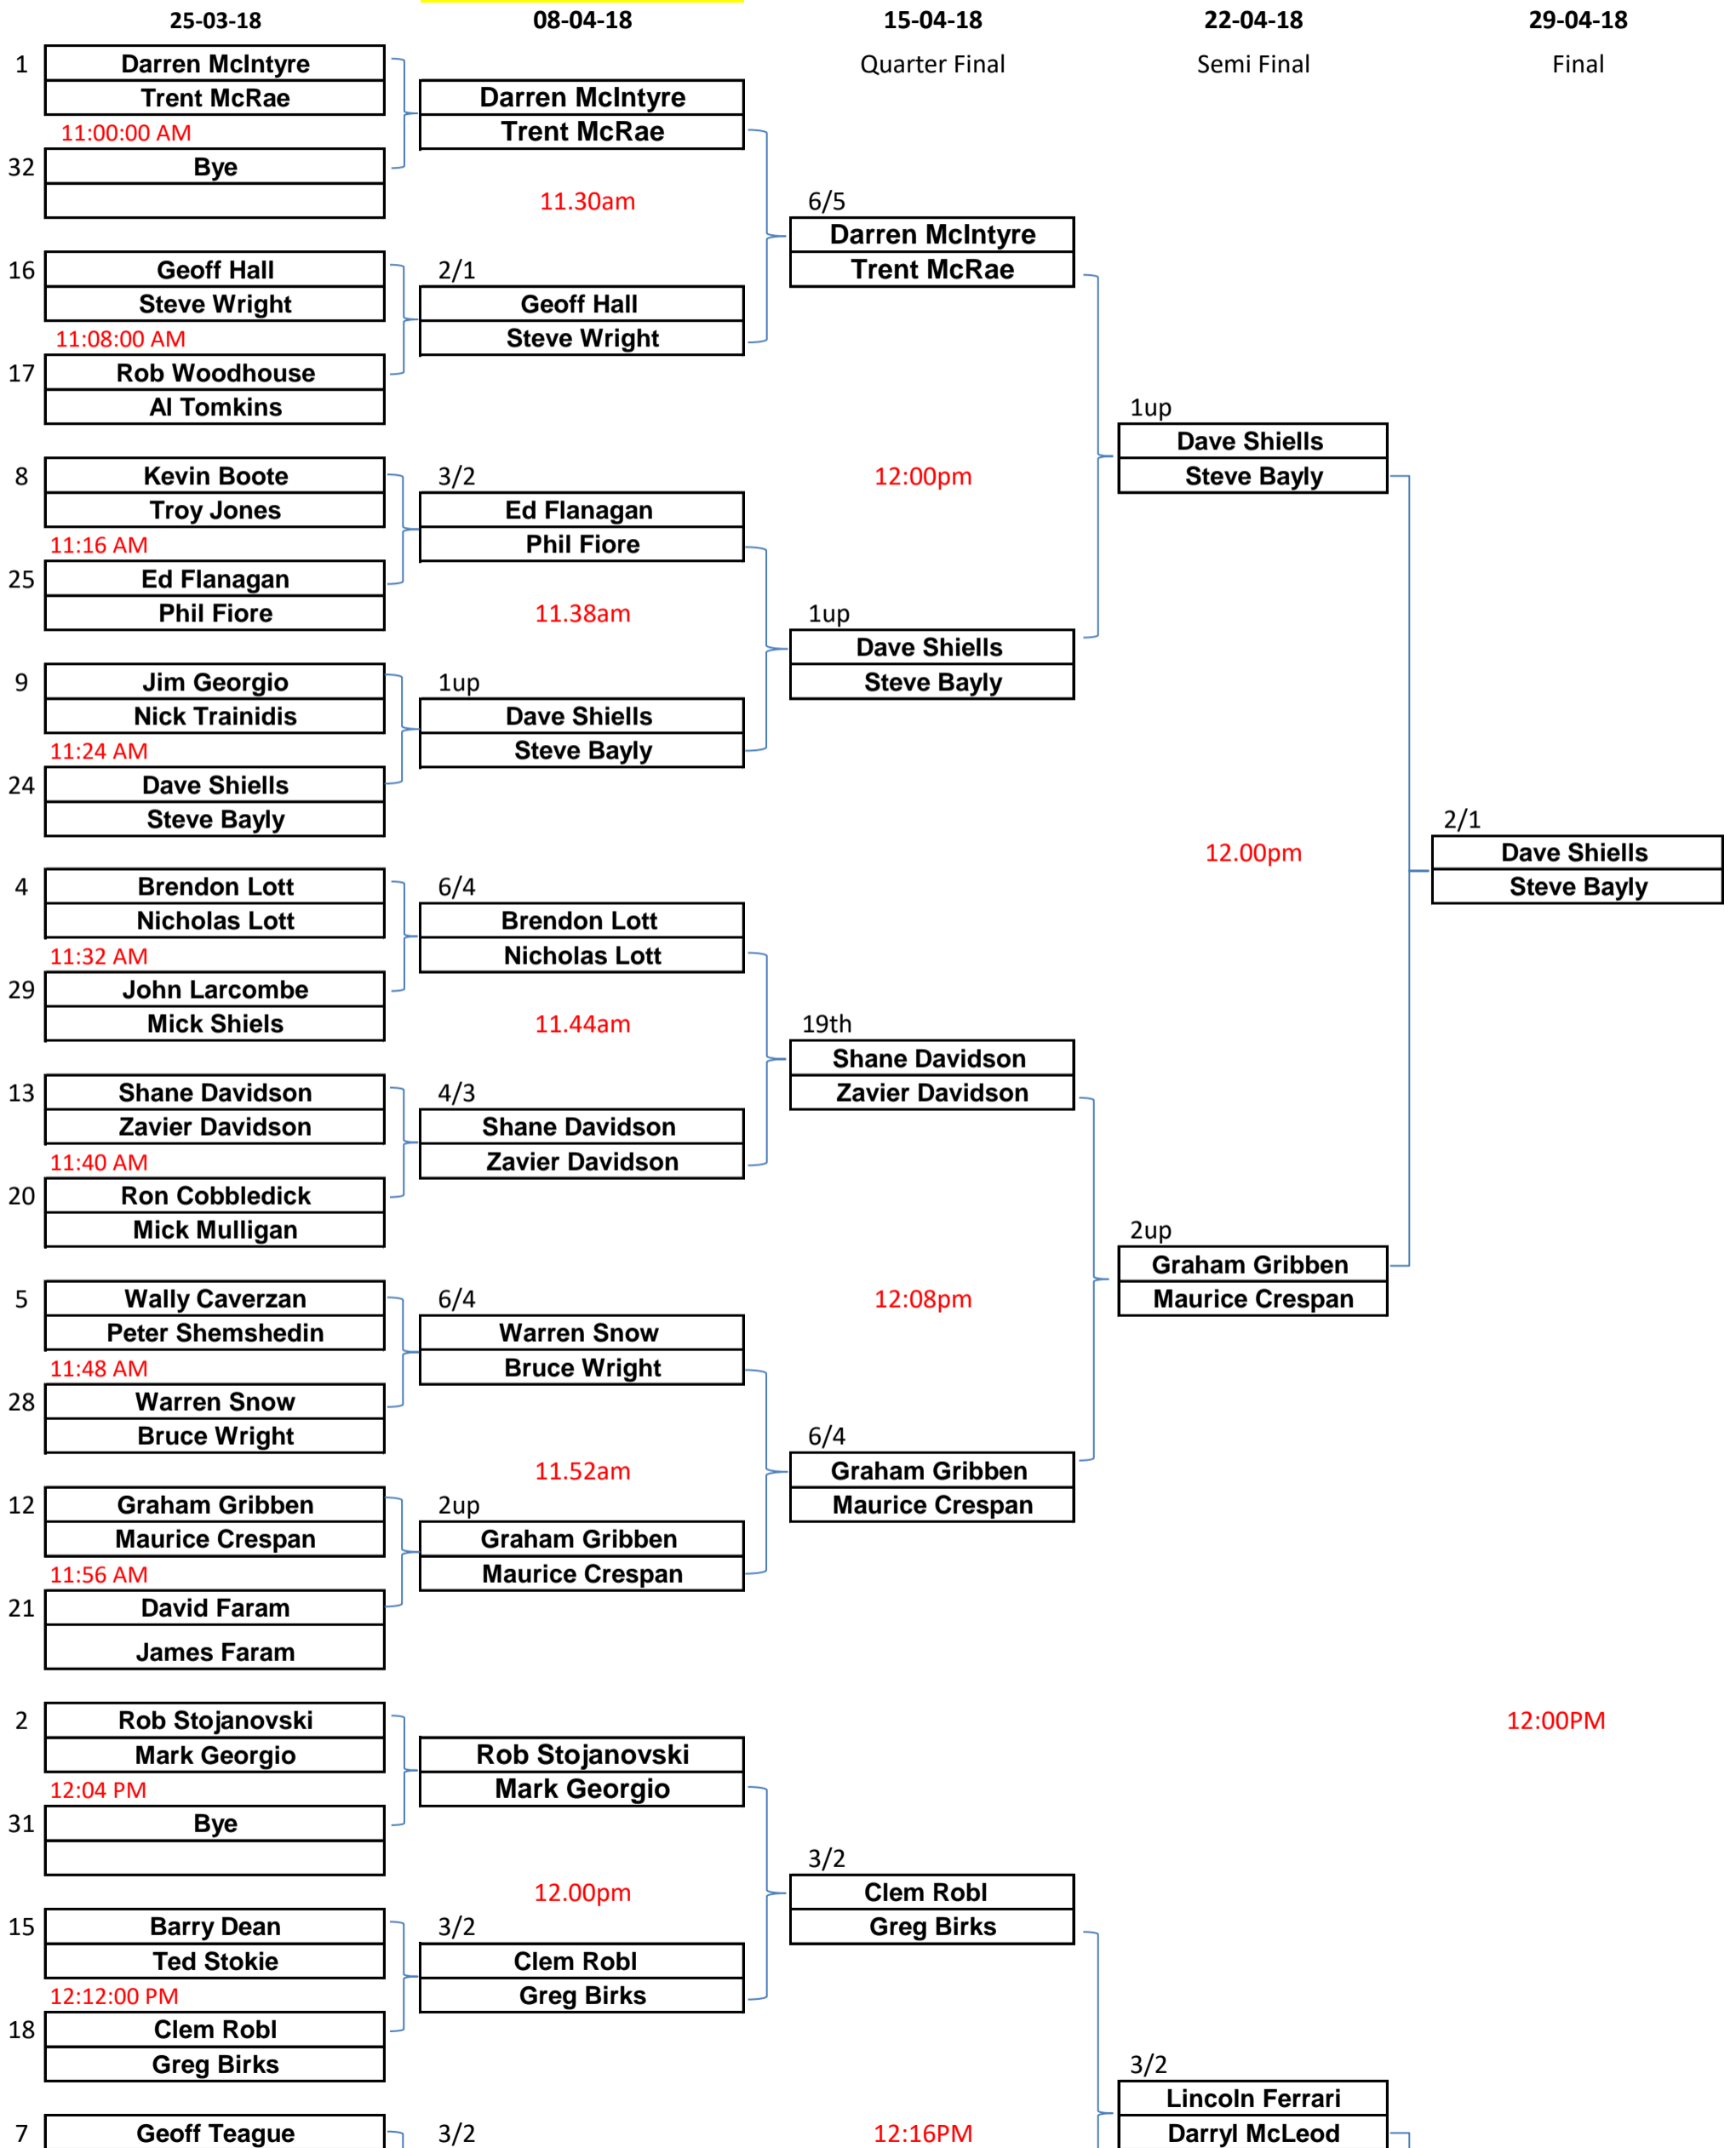 25-03-18 08-04-18 15-04-18 22-04-18 29-04-18
1 Darren McIntyre Quarter Final Semi Final Final
Trent McRae Darren McIntyre
11:00:00 AM Trent McRae
32 Bye
11.30am 6/5
Darren McIntyre
16 Geoff Hall 2/1 Trent McRae
Steve Wright Geoff Hall
11:08:00 AM Steve Wright
17 Rob Woodhouse
Al Tomkins 1up
Dave Shiells
8 Kevin Boote 3/2 12:00pm Steve Bayly
Troy Jones Ed Flanagan
11:16 AM Phil Fiore
25 Ed Flanagan
Phil Fiore 11.38am 1up
Dave Shiells
9 Jim Georgio 1up Steve Bayly
Nick Trainidis Dave Shiells
11:24 AM Steve Bayly
24 Dave Shiells
Steve Bayly 2/1
12.00pm Dave Shiells
4 Brendon Lott 6/4 Steve Bayly
Nicholas Lott Brendon Lott
11:32 AM Nicholas Lott
29 John Larcombe
Mick Shiels 11.44am 19th
Shane Davidson
13 Shane Davidson 4/3 Zavier Davidson
Zavier Davidson Shane Davidson
11:40 AM Zavier Davidson
20 Ron Cobbledick
Mick Mulligan 2up
Graham Gribben
5 Wally Caverzan 6/4 12:08pm Maurice Crespan
Peter Shemshedin Warren Snow
11:48 AM Bruce Wright
28 Warren Snow
Bruce Wright 6/4
11.52am Graham Gribben
12 Graham Gribben 2up Maurice Crespan
Maurice Crespan Graham Gribben
11:56 AM Maurice Crespan
21 David Faram
James Faram
2 Rob Stojanovski 12:00PM
Mark Georgio Rob Stojanovski
12:04 PM Mark Georgio
31 Bye
3/2
12.00pm Clem Robl
15 Barry Dean 3/2 Greg Birks
Ted Stokie Clem Robl
12:12:00 PM Greg Birks
18 Clem Robl
Greg Birks 3/2
Lincoln Ferrari
7 Geoff Teague 3/2 12:16PM Darryl McLeod